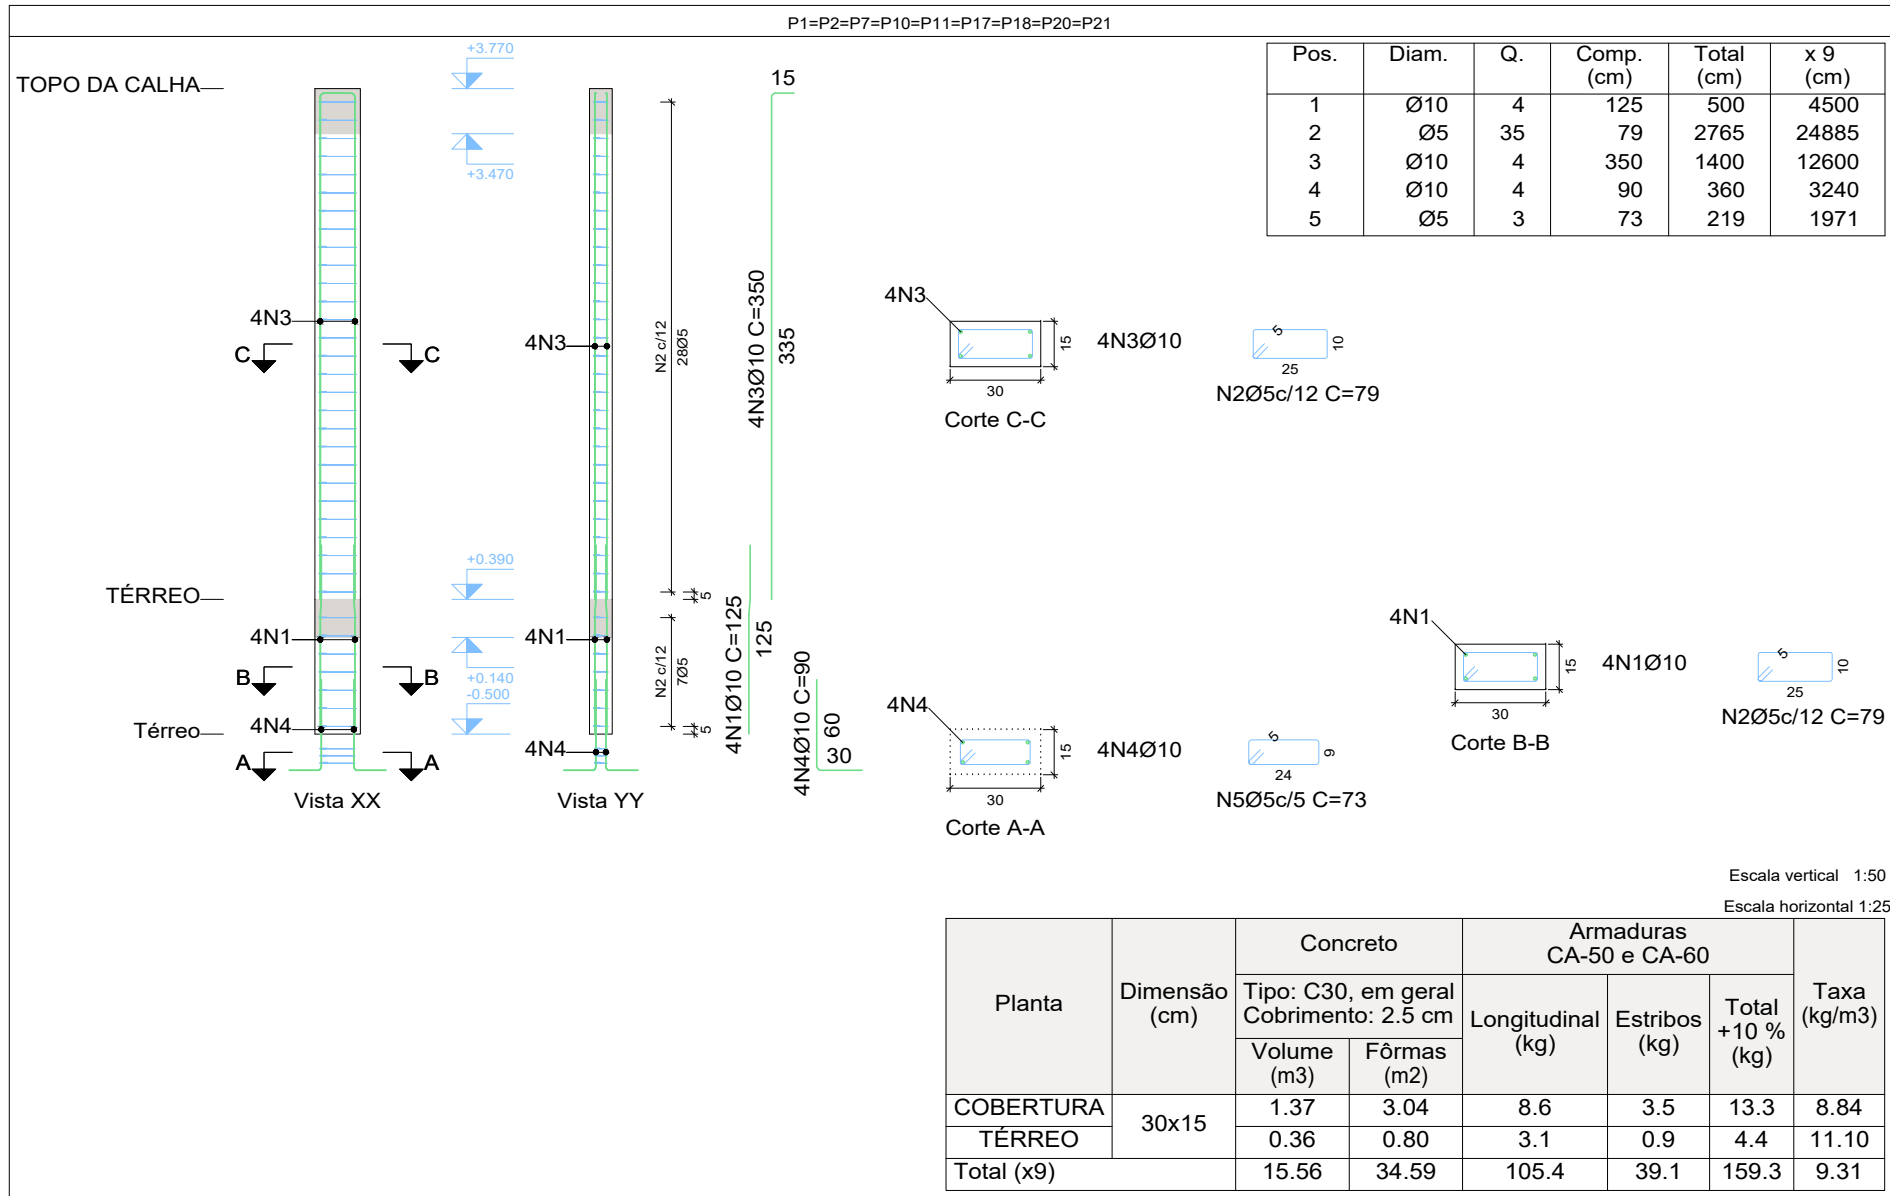 P1=P2=P7=P10=P11=P17=P18=P20=P21
Pos. Diam. Q. Comp. (cm) Total (cm) x 9 (cm)
1 Ø10 4 125 500 4500
2 Ø5 35 79 2765 24885
3 Ø10 4 350 1400 12600
4 Ø10 4 90 360 3240
5 Ø5 3 73 219 1971
TOPO DA CALHA
+3.770
+3.470
15
4N3
C C
4N3
N2 c/12
28Ø5
4N3Ø10 C=350
335
4N3
15
30
Corte C-C
4N3Ø10
5
10
25
N2Ø5c/12 C=79
TÉRREO
+0.390
5
4N1
4N1
B B
+0.140
-0.500
N2 c/12
7Ø5
5
4N1Ø10 C=125
125
4N1
15
30
Corte B-B
4N1Ø10
5
10
25
N2Ø5c/12 C=79
Térreo
4N4
4N4
A A
4N4Ø10 C=90
60
30
4N4
15
30
Corte A-A
4N4Ø10
5
9
24
N5Ø5c/5 C=73
Vista XX
Vista YY
Escala vertical 1:50
Escala horizontal 1:25
Planta
Dimensão
(cm)
Concreto
Tipo: C30, em geral
Cobrimento: 2.5 cm
Volume
(m3)
Fôrmas
(m2)
Armaduras
CA-50 e CA-60
Longitudinal
(kg)
Estribos
(kg)
Total
+10 %
(kg)
Taxa
(kg/m3)
COBERTURA 30x15 1.37 3.04 8.6 3.5 13.3 8.84
TÉRREO 0.36 0.80 3.1 0.9 4.4 11.10
Total (x9) 15.56 34.59 105.4 39.1 159.3 9.31